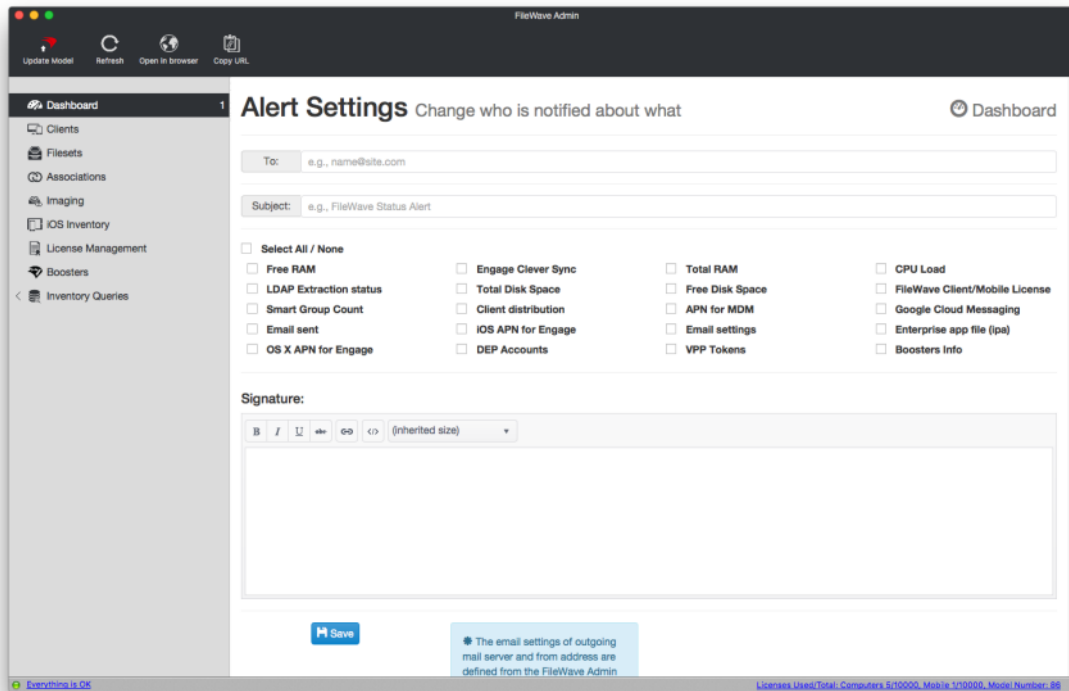 FileWave Admin
Update Model Refresh Open in browser Copy URL
Dashboard 1
Clients
Filesets
Associations
Imaging
iOS Inventory
License Management
Boosters
Inventory Queries
Alert Settings Change who is notified about what
Dashboard
To: e.g., name@site.com
Subject: e.g., FileWave Status Alert
Select All / None
Free RAM Engage Clever Sync Total RAM CPU Load
LDAP Extraction status Total Disk Space Free Disk Space FileWave Client/Mobile License
Smart Group Count Client distribution APN for MDM Google Cloud Messaging
Email sent iOS APN for Engage Email settings Enterprise app file (ipa)
OS X APN for Engage DEP Accounts VPP Tokens Boosters Info
Signature:
B I U abc (inherited size)
Save
The email settings of outgoing
mail server and from address are
defined from the FileWave Admin
Everything is OK
Licenses Used/Total: Computers 5/10000, Mobile 1/10000, Model Number: 86